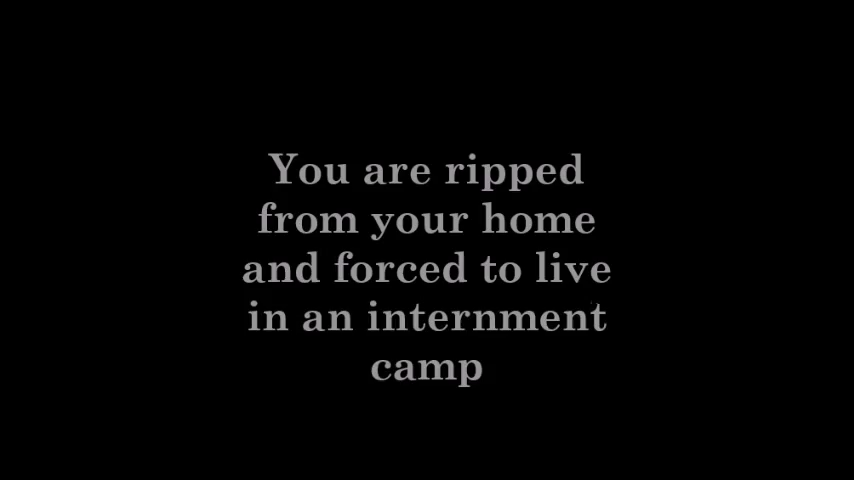 You are ripped
from your home
and forced to live
in an internment
camp